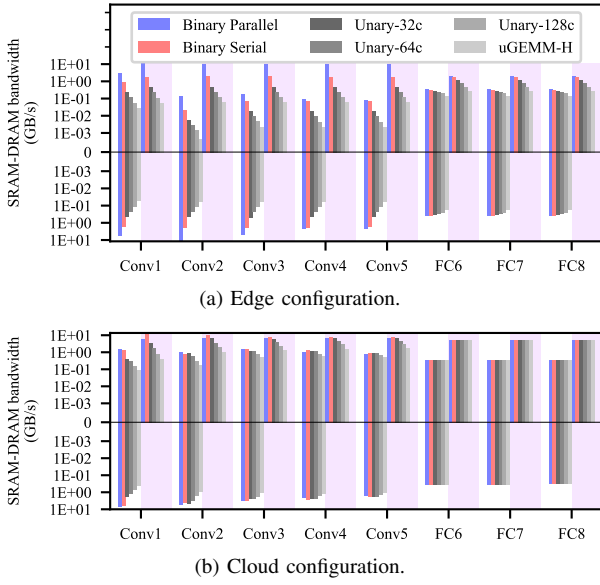 Binary Parallel
Binary Serial
Unary-32c
Unary-64c
Unary-128c
uGEMM-H
SRAM-DRAM bandwidth
(GB/s)
1E+01
1E+00
1E-01
1E-02
1E-03
0
1E-03
1E-02
1E-01
1E+00
1E+01
Conv1 Conv2 Conv3 Conv4 Conv5 FC6 FC7 FC8
(a) Edge configuration.
SRAM-DRAM bandwidth
(GB/s)
1E+01
1E+00
1E-01
1E-02
1E-03
0
1E-03
1E-02
1E-01
1E+00
1E+01
Conv1 Conv2 Conv3 Conv4 Conv5 FC6 FC7 FC8
(b) Cloud configuration.